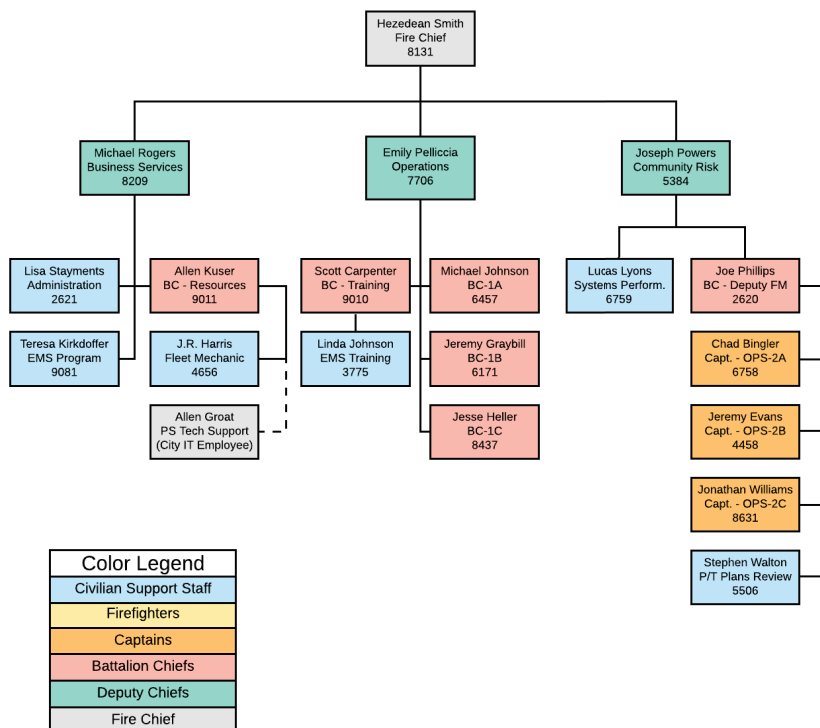 Hezedean Smith
Fire Chief
8131
Michael Rogers
Business Services
8209
Emily Pelliccia
Operations
7706
Joseph Powers
Community Risk
5384
Lisa Stayments
Administration
2621
Allen Kuser
BC - Resources
9011
Scott Carpenter
BC - Training
9010
Michael Johnson
BC-1A
6457
Lucas Lyons
Systems Perform.
6759
Joe Phillips
BC - Deputy FM
2620
Teresa Kirkdoffer
EMS Program
9081
J.R. Harris
Fleet Mechanic
4656
Linda Johnson
EMS Training
3775
Jeremy Graybill
BC-1B
6171
Chad Bingler
Capt. - OPS-2A
6758
Allen Groat
PS Tech Support
(City IT Employee)
Jesse Heller
BC-1C
8437
Jeremy Evans
Capt. - OPS-2B
4458
Jonathan Williams
Capt. - OPS-2C
8631
Stephen Walton
P/T Plans Review
5506
Color Legend
Civilian Support Staff
Firefighters
Captains
Battalion Chiefs
Deputy Chiefs
Fire Chief